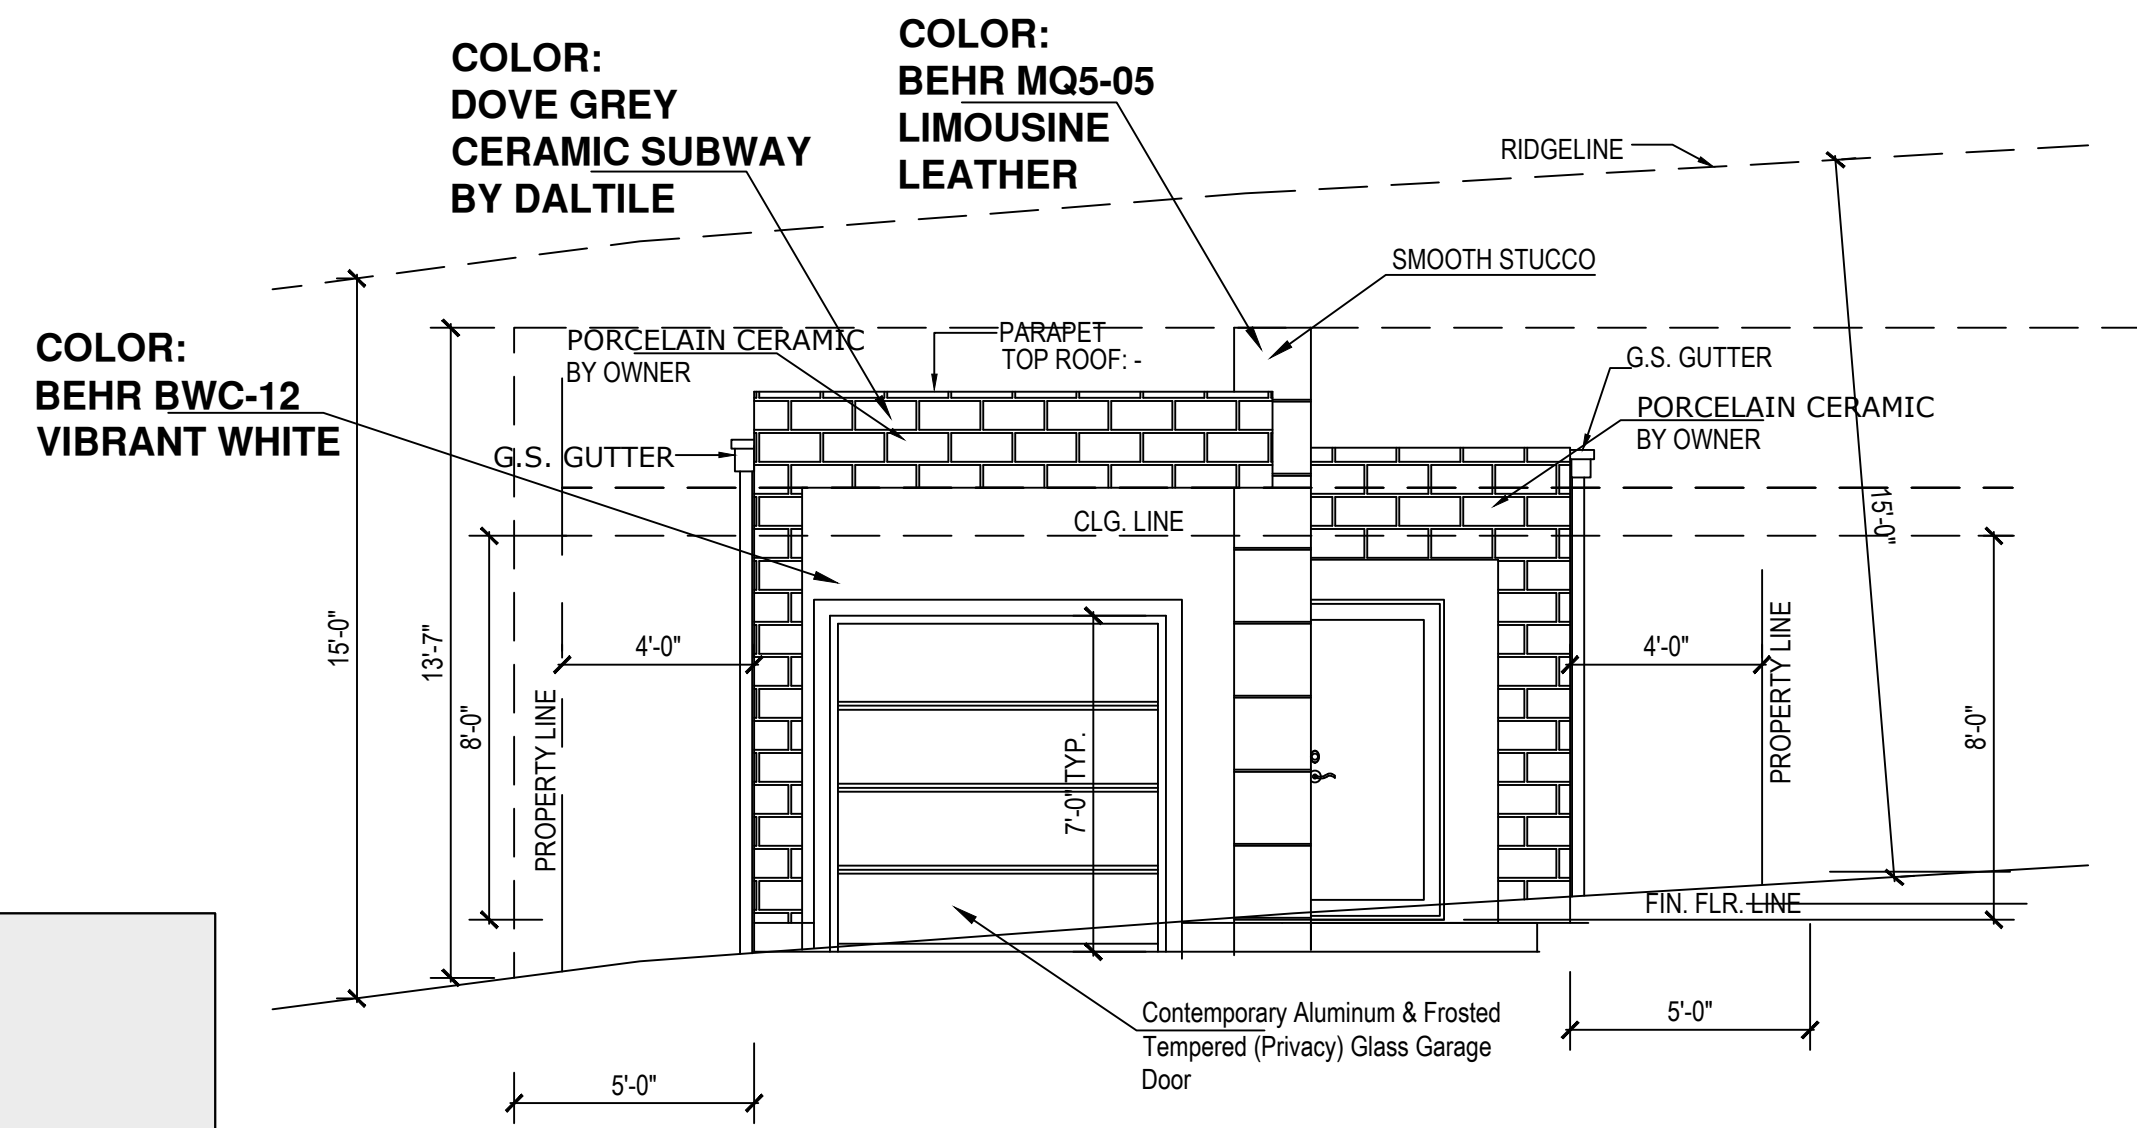 COLOR:
DOVE GREY
CERAMIC SUBWAY
BY DALTILE
COLOR:
BEHR MQ5-05
LIMOUSINE
LEATHER
RIDGELINE
SMOOTH STUCCO
COLOR:
BEHR BWC-12
VIBRANT WHITE
PORCELAIN CERAMIC
BY OWNER
PARAPET
TOP ROOF: -
G.S. GUTTER
PORCELAIN CERAMIC
BY OWNER
G.S. GUTTER
CLG. LINE
15'-0"
15'-0"
13'-7"
8'-0"
4'-0"
PROPERTY LINE
7'-0" TYP.
4'-0"
PROPERTY LINE
8'-0"
FIN. FLR. LINE
Contemporary Aluminum & Frosted
Tempered (Privacy) Glass Garage
Door
5'-0"
5'-0"